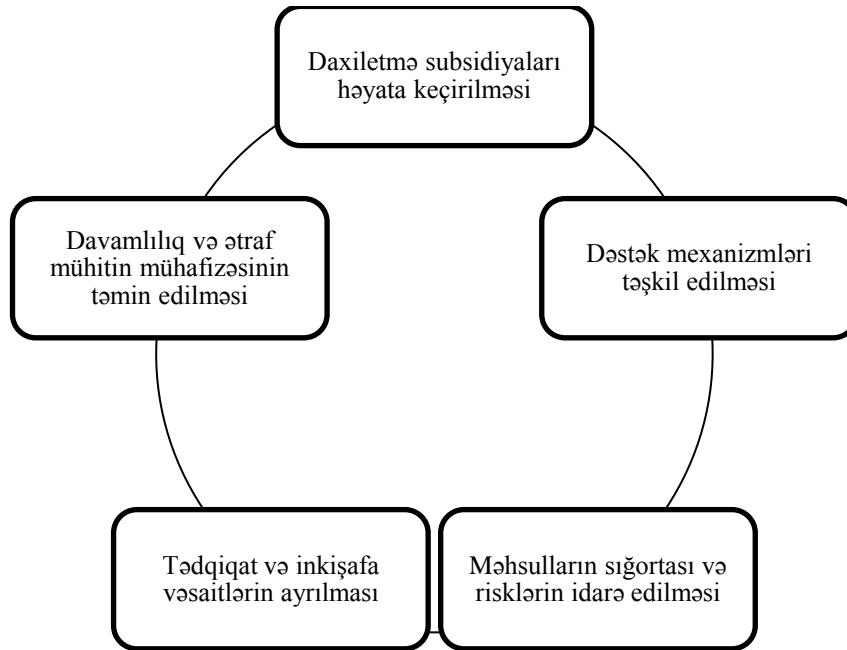 Daxiletmə subsidiyaları
həyata keçirilməsi
Dəstək mexanizmləri
təşkil edilməsi
Məhsulların sığortası və
risklərin idarə edilməsi
Tədqiqat və inkişafa
vəsaitlərin ayrılması
Davamlılıq və ətraf
mühitin mühafizəsinin
təmin edilməsi